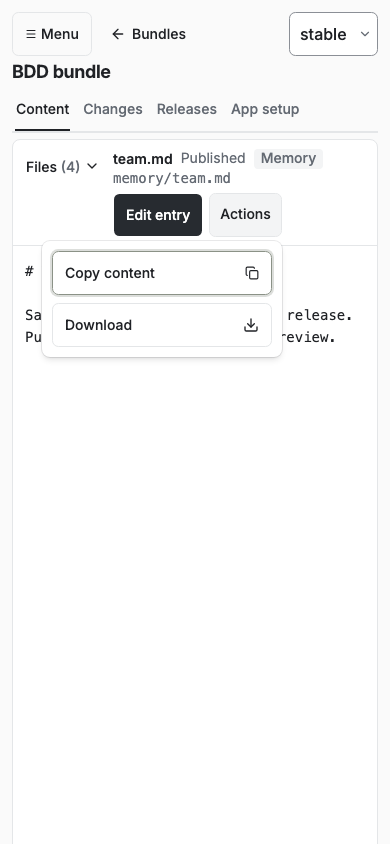 Menu
Bundles
stable
BDD bundle
Content Changes Releases App setup
Files (4)
team.md Published Memory
memory/team.md
Edit entry Actions
#
Copy content
Sa release.
Download
Pu review.